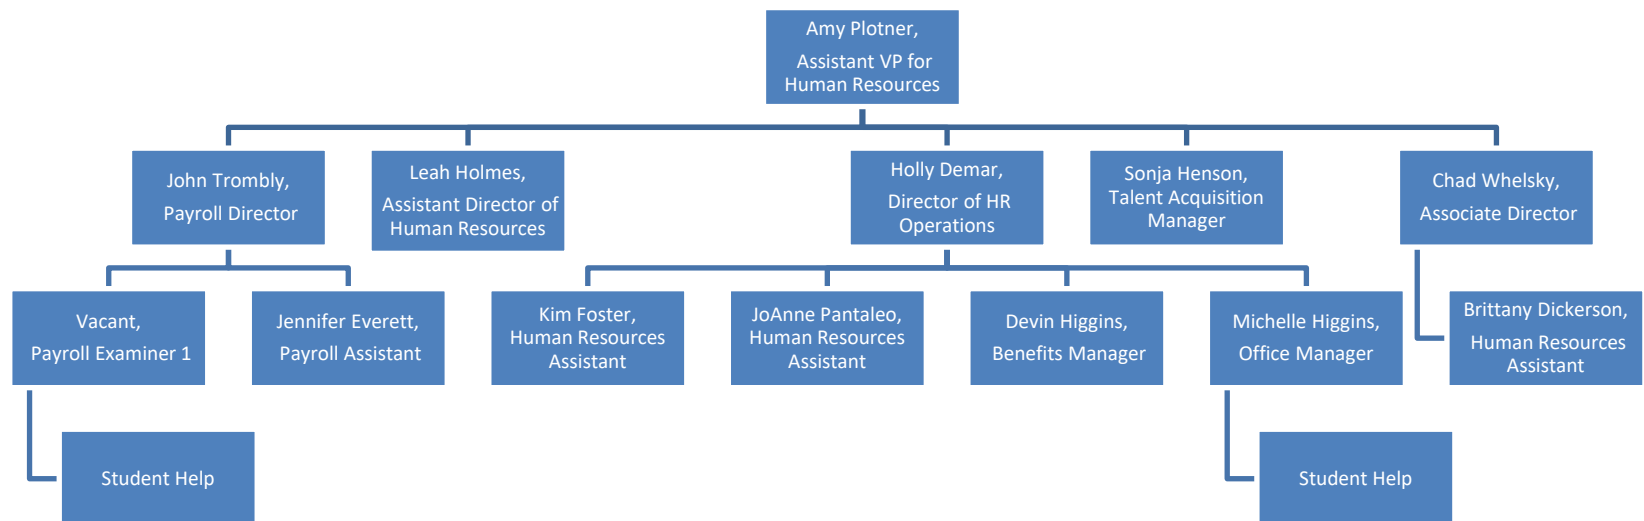 Amy Plotner,
Assistant VP for
Human Resources
John Trombly,
Payroll Director
Leah Holmes,
Assistant Director of
Human Resources
Holly Demar,
Director of HR
Operations
Sonja Henson,
Talent Acquisition
Manager
Chad Whelsky,
Associate Director
Vacant,
Payroll Examiner 1
Jennifer Everett,
Payroll Assistant
Kim Foster,
Human Resources
Assistant
JoAnne Pantaleo,
Human Resources
Assistant
Devin Higgins,
Benefits Manager
Michelle Higgins,
Office Manager
Brittany Dickerson,
Human Resources
Assistant
Student Help
Student Help